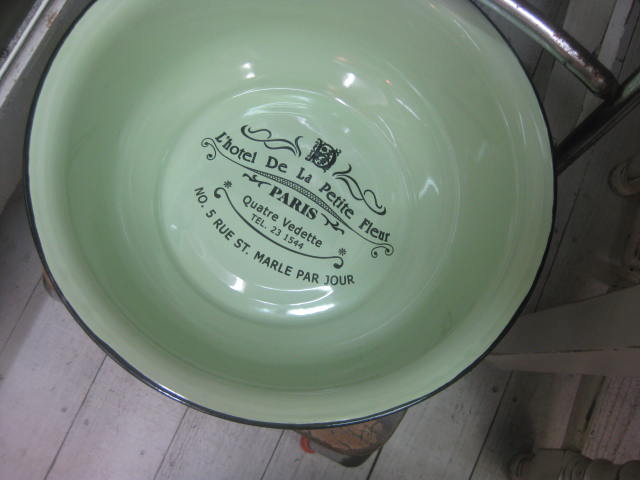 L'hotel De La Petite Fleur
PARIS
Quatre Vedette
TEL. 23 1544
NO. 5 RUE ST. MARLE PAR JOUR